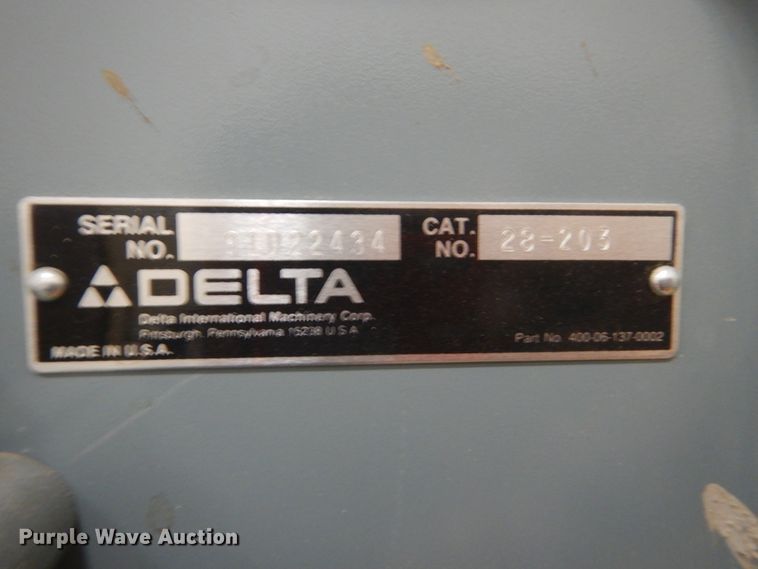 SERIAL NO.
CAT. NO. 28-203
DELTA
Delta International Machinery Corp.
Pittsburgh, Pennsylvania 15238 U S A
MADE IN U.S.A.
Part No. 400-06-137-0002
Purple Wave Auction